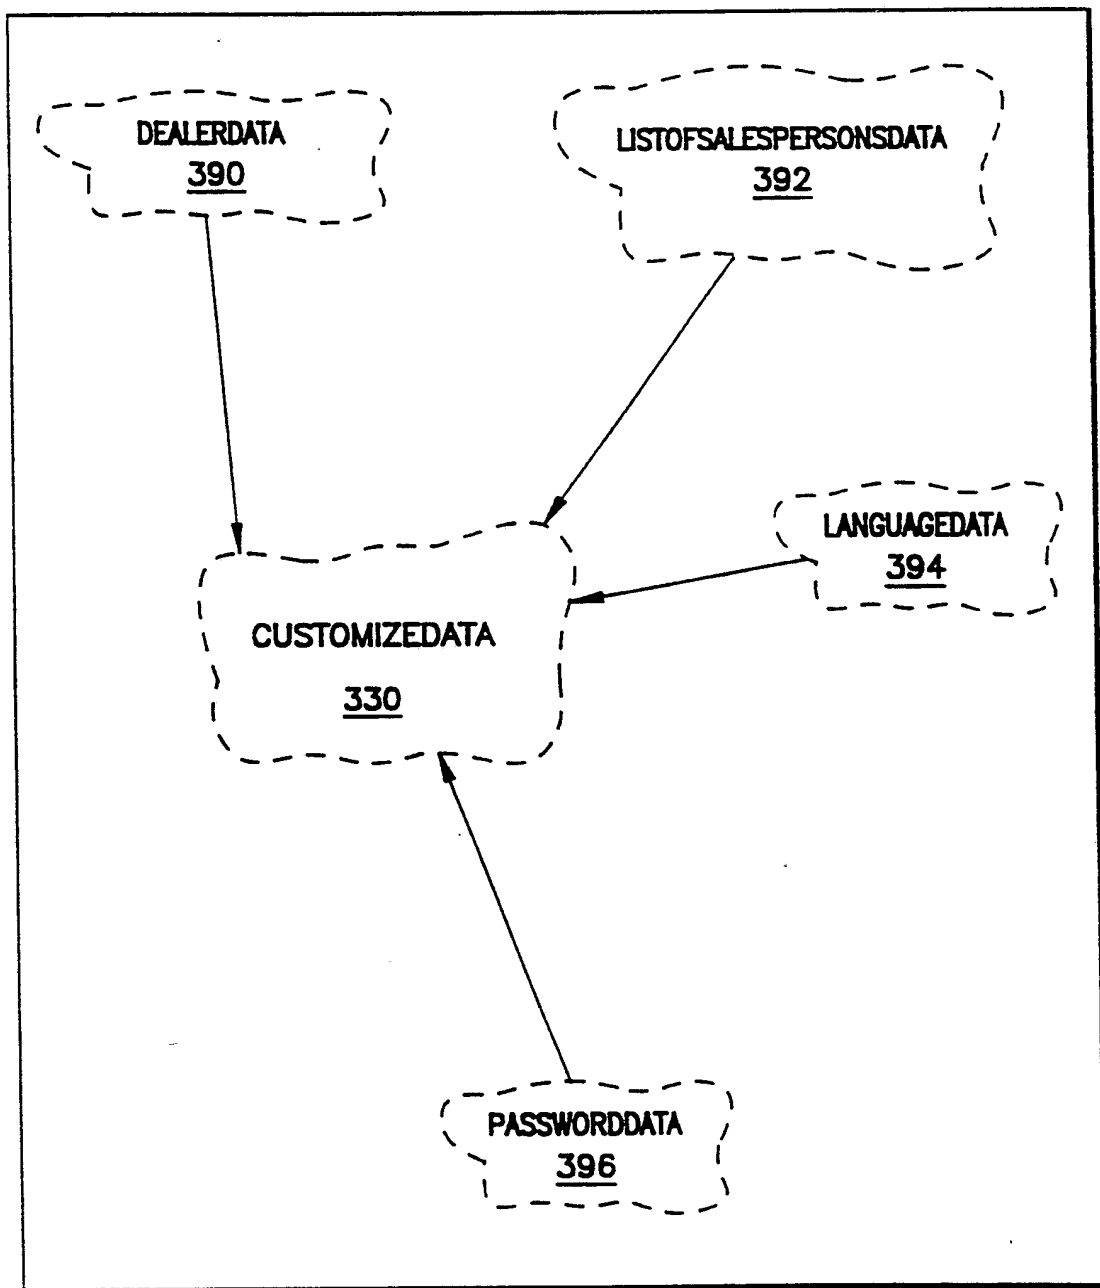 DEALERDATA
390
LISTOFSALESPERSONSDATA
392
LANGUAGEDATA
394
CUSTOMIZEDATA
330
PASSWORDDATA
396